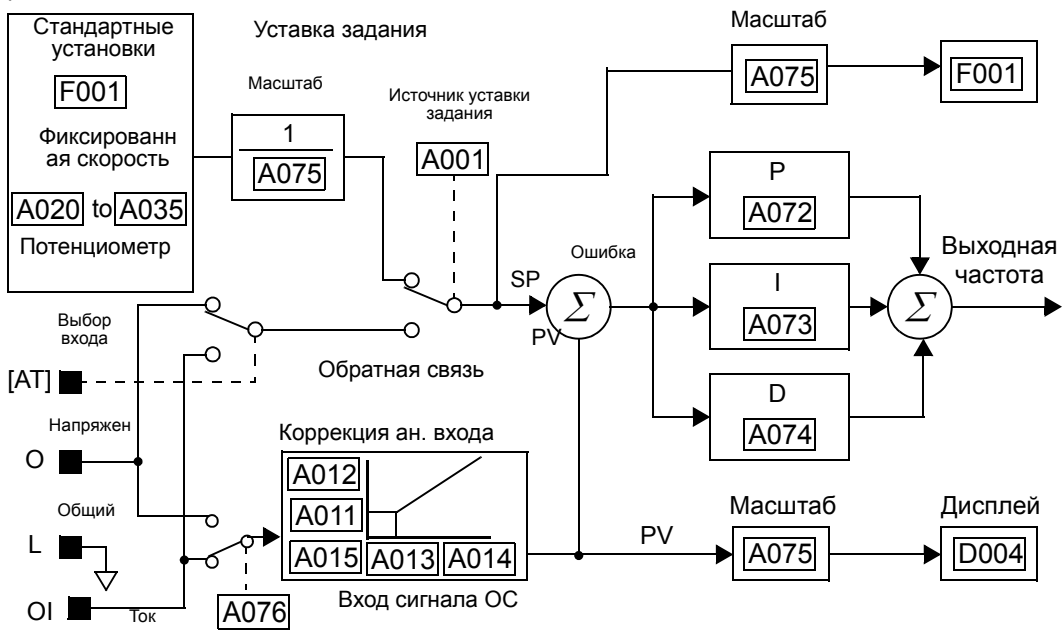 Стандартные
установки
F001
Фиксированн
ая скорость
A020 to A035
Потенциометр
Уставка задания
Масштаб
1
A075
Источник уставки
задания
A001
Масштаб
A075
F001
P
A072
I
A073
D
A074
Ошибка
SP
Σ
PV
Σ
Выходная
частота
Выбор
входа
[AT]
Обратная связь
Напряжен
O
Общий
L
OI
Ток
A076
Коррекция ан. входа
A012
A011
A015 A013 A014
Вход сигнала ОС
PV
Масштаб
A075
Дисплей
D004